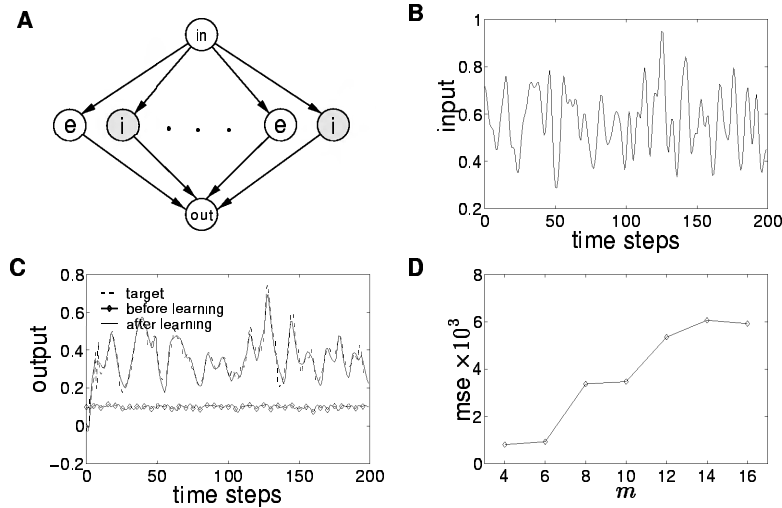 A
in
e
i
. . .
e
i
out
B
1
0.8
0.6
0.4
0.2
input
0
50
100
150
200
time steps
C
0.8
0.6
0.4
0.2
0
−0.2
output
target
before learning
after learning
0
50
100
150
200
time steps
D
8
6
4
2
0
mse ×10³
4
6
8
10
12
14
16
m